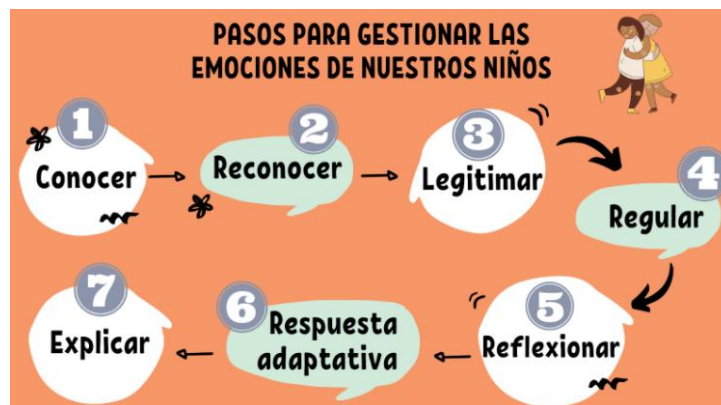 PASOS PARA GESTIONAR LAS
EMOCIONES DE NUESTROS NIÑOS
1
Conocer
2
Reconocer
3
Legitimar
4
Regular
5
Reflexionar
6
Respuesta
adaptativa
7
Explicar